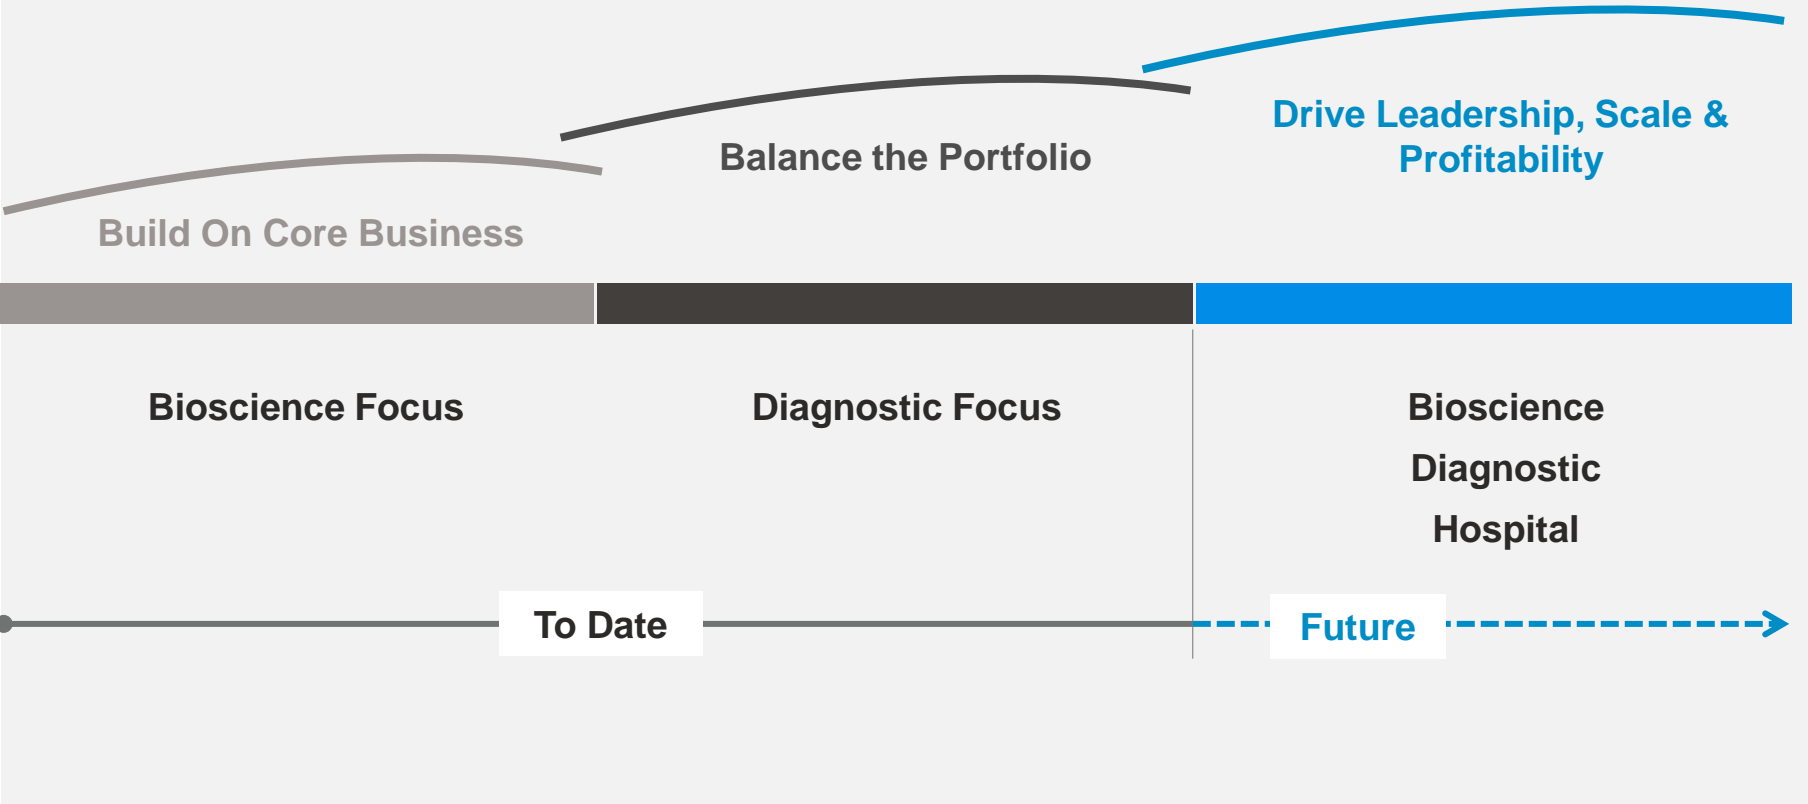 Drive Leadership, Scale &
Profitability
Balance the Portfolio
Build On Core Business
Bioscience Focus
Diagnostic Focus
Bioscience
Diagnostic
Hospital
To Date
Future